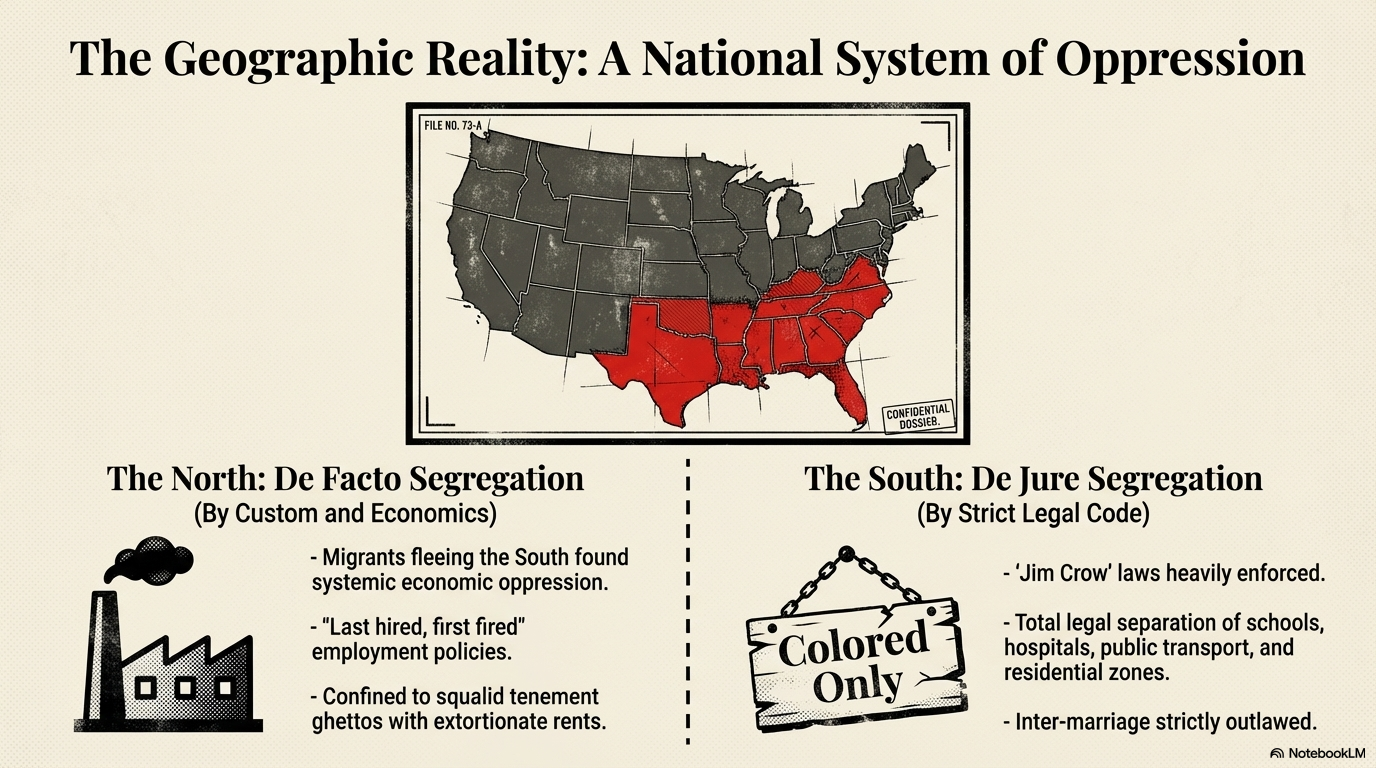 The Geographic Reality: A National System of Oppression
FILE NO. 73-A
CONFIDENTIAL
DOSSIEB.
The North: De Facto Segregation
(By Custom and Economics)
- Migrants fleeing the South found
systemic economic oppression.
- "Last hired, first fired"
employment policies.
- Confined to squalid tenement
ghettos with extortionate rents.
The South: De Jure Segregation
(By Strict Legal Code)
Colored
Only
- ‘Jim Crow’ laws heavily enforced.
- Total legal separation of schools,
hospitals, public transport, and
residential zones.
- Inter-marriage strictly outlawed.
NotebookLM